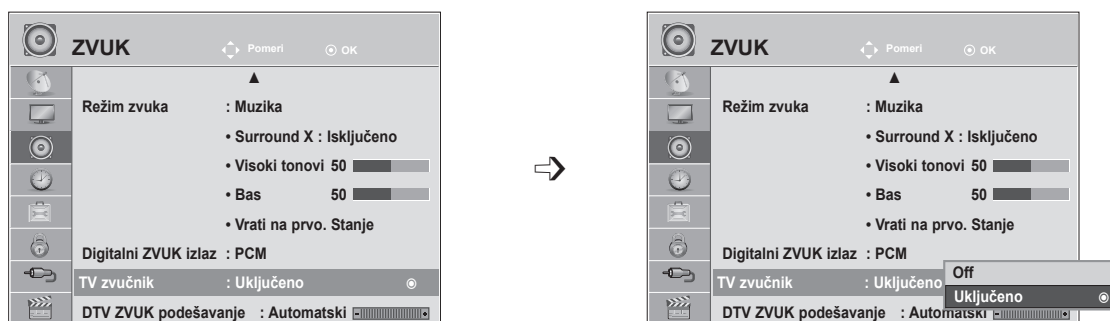 ZVUK
Pomeri
OK
Režim zvuka : Muzika
• Surround X : Isključeno
• Visoki tonovi 50
• Bas 50
• Vrati na prvo. Stanje
Digitalni ZVUK izlaz : PCM
TV zvučnik : Uključeno
DTV ZVUK podešavanje : Automatski
ZVUK
Pomeri
OK
Režim zvuka : Muzika
• Surround X : Isključeno
• Visoki tonovi 50
• Bas 50
• Vrati na prvo. Stanje
Digitalni ZVUK izlaz : PCM
TV zvučnik : Uključeno
Off
Uključeno
DTV ZVUK podešavanje : Automatski